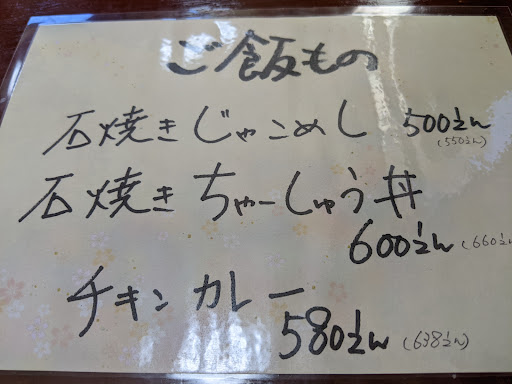 ご飯もの
石焼きじゃこめし 500えん
(550えん)
石焼きちゃーしゅう丼
600えん (660えん
チキンカレー
580えん (638えん)